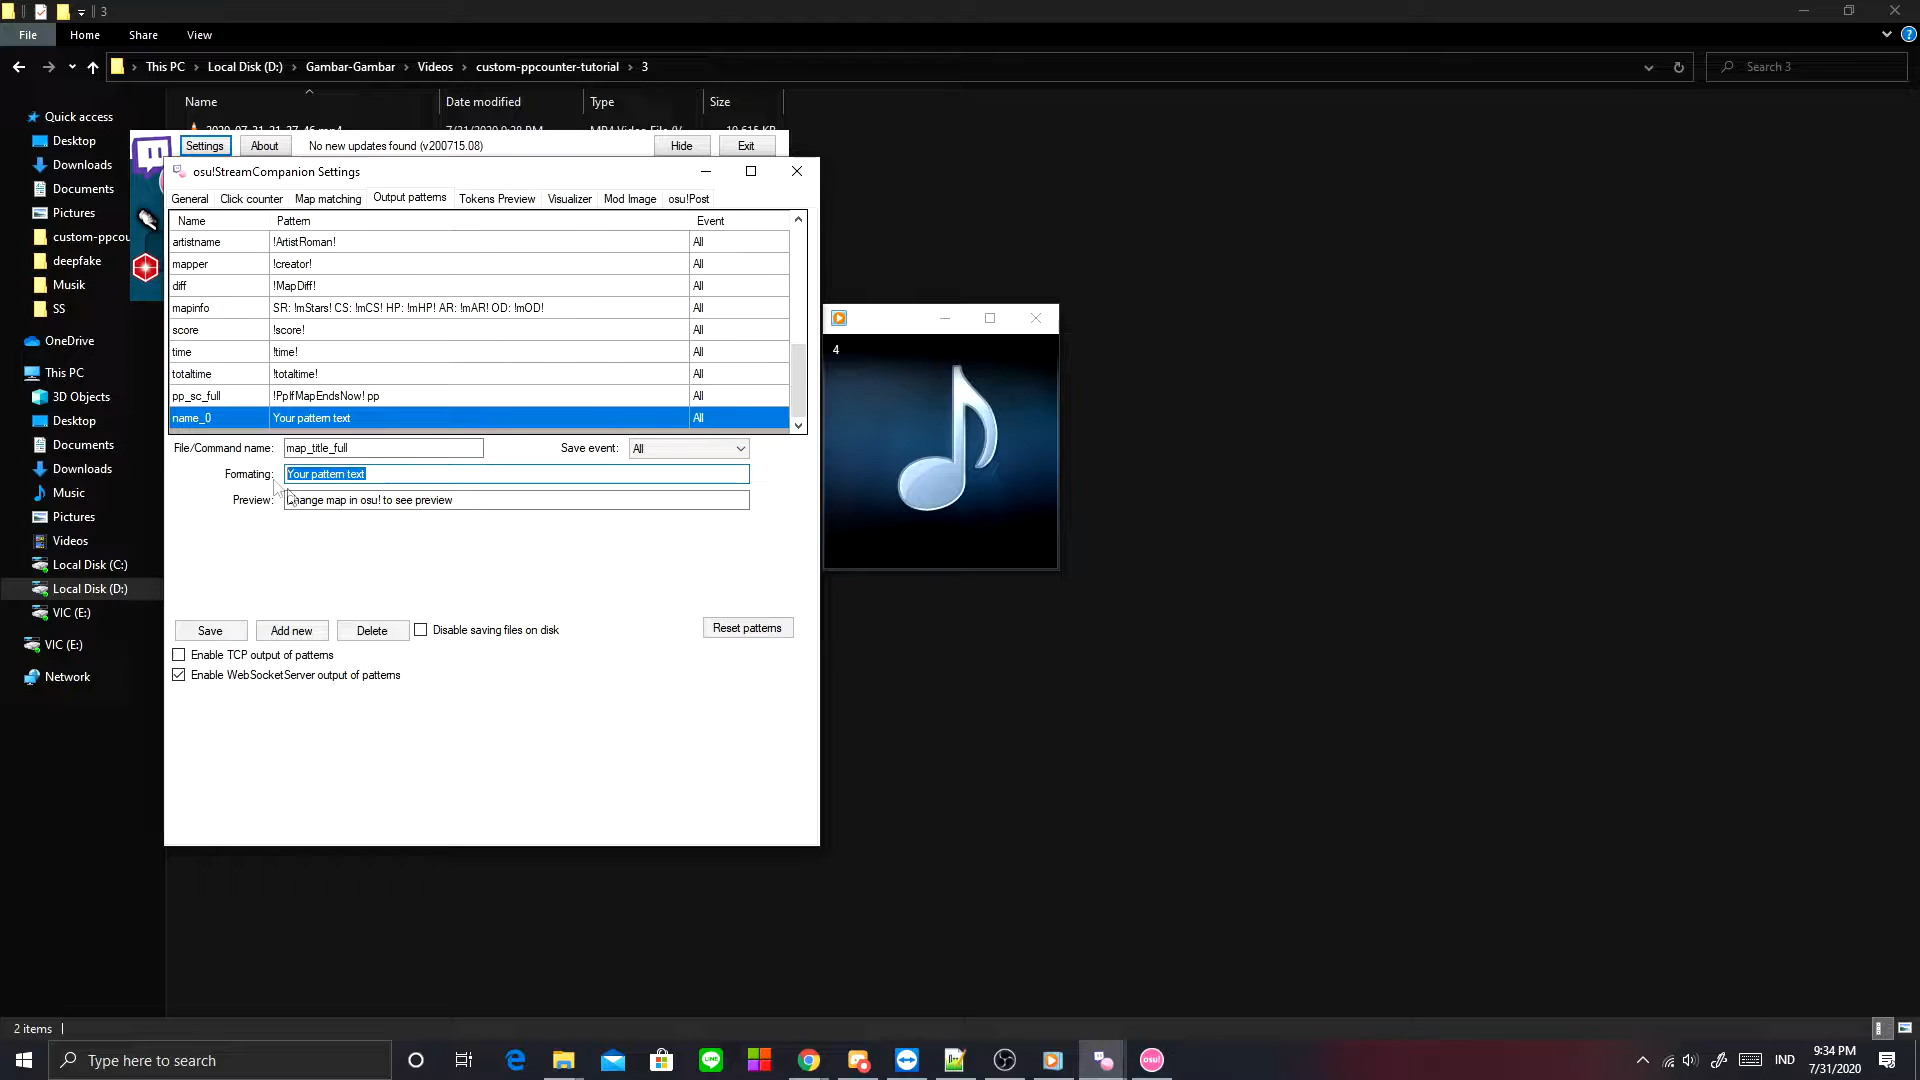 3
File Home Share View
This PC Local Disk (D:) Gambar-Gambar Videos custom-ppcounter-tutorial 3
Search 3
Name Date modified Type Size
Quick access
Desktop
Downloads
Documents
Pictures
custom-ppcou
deepfake
Musik
SS
OneDrive
This PC
3D Objects
Desktop
Documents
Downloads
Music
Pictures
Videos
Local Disk (C:)
Local Disk (D:)
VIC (E:)
VIC (E:)
Network
Settings About No new updates found (v200715.08) Hide Exit
osu!StreamCompanion Settings
General Click counter Map matching Output patterns Tokens Preview Visualizer Mod Image osu!Post
Name Pattern Event
artistname !ArtistRoman! All
mapper !creator! All
diff !MapDiff! All
mapinfo SR: !mStars! CS: !mCS! HP: !mHP! AR: !mAR! OD: !mOD! All
score !score! All
time !time! All
totaltime !totaltime! All
pp_sc_full !PpIfMapEndsNow! pp All
name_0 Your pattern text All
File/Command name: map_title_full Save event: All
Formating: Your pattern text
Preview: Change map in osu! to see preview
Save Add new Delete Disable saving files on disk Reset patterns
Enable TCP output of patterns
Enable WebSocketServer output of patterns
4
2 items
Type here to search
LINE
osu!
IND
9:34 PM
7/31/2020